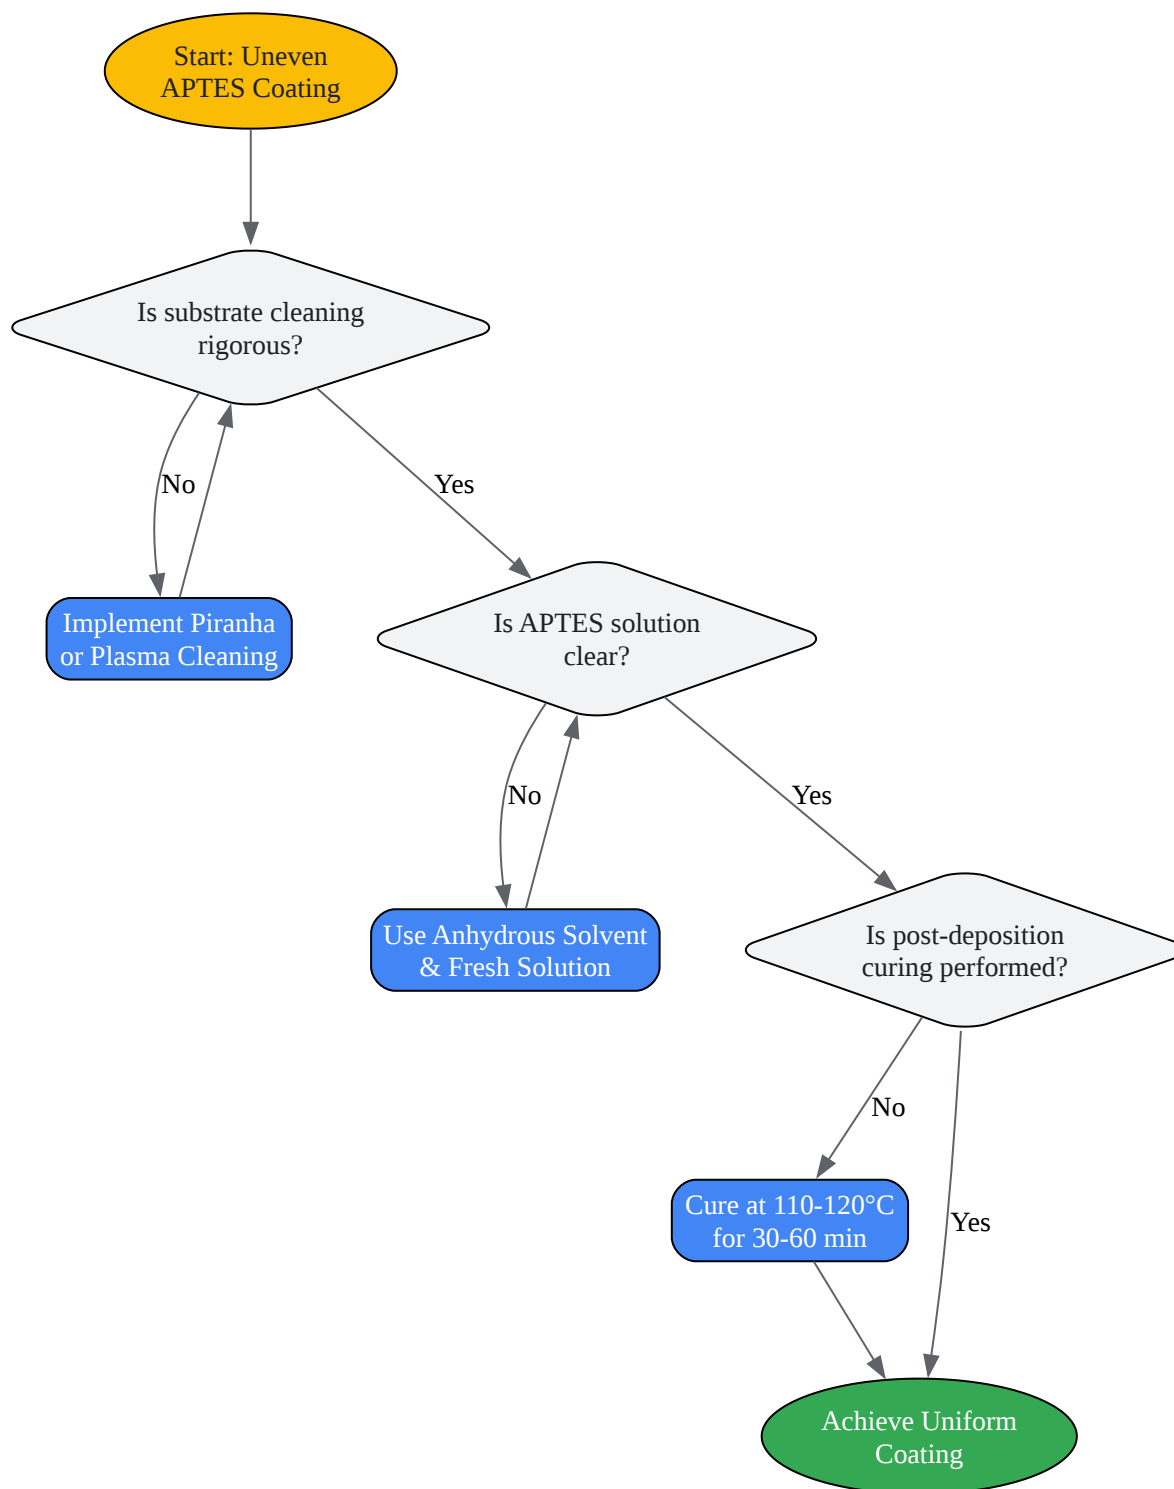 Start: Uneven
APTES Coating
Is substrate cleaning
rigorous?
No
Yes
Implement Piranha
or Plasma Cleaning
Is APTES solution
clear?
No
Yes
Use Anhydrous Solvent
& Fresh Solution
Is post-deposition
curing performed?
No
Yes
Cure at 110-120°C
for 30-60 min
Achieve Uniform
Coating